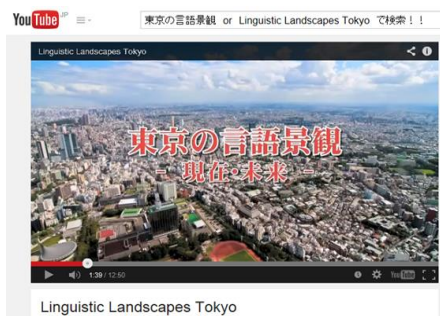 YouTube JP
東京の言語景観 or Linguistic Landscapes Tokyo で検索！！
Linguistic Landscapes Tokyo
東京の言語景観
- 現在・未来 -
1:39 / 12:50
YouTube
Linguistic Landscapes Tokyo